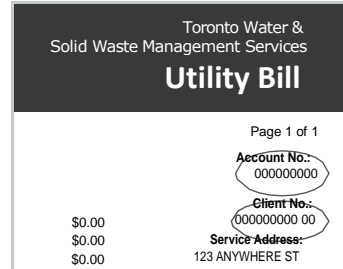 Toronto Water &
Solid Waste Management Services
Utility Bill
Page 1 of 1
Account No.:
000000000
Client No.:
$0.00 000000000 00
$0.00 Service Address:
$0.00 123 ANYWHERE ST